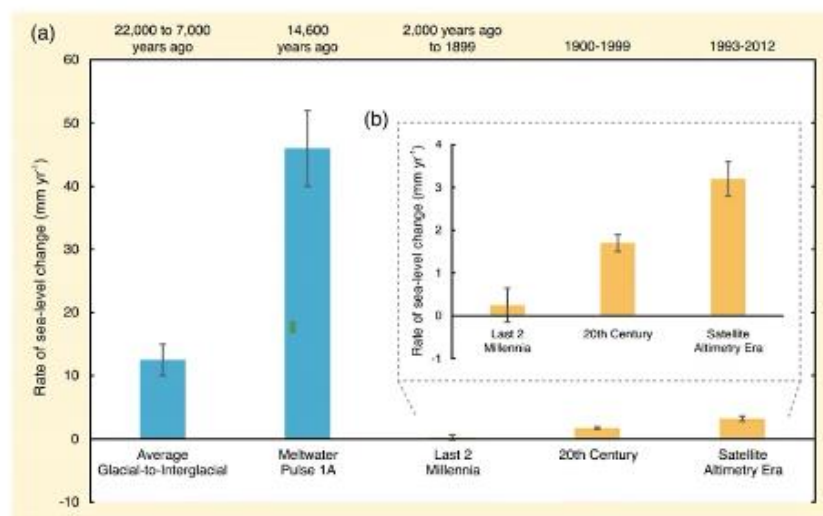 (a)
22,000 to 7,000
years ago
14,600
years ago
2,000 years ago
to 1899
1900-1999
1993-2012
Rate of sea-level change (mm yr⁻¹)
60
50
40
30
20
10
0
-10
Average
Glacial-to-Interglacial
Meltwater
Pulse 1A
Last 2
Millennia
20th Century
Satellite
Altimetry Era
(b)
Rate of sea-level change (mm yr⁻¹)
4
3
2
1
0
-1
Last 2
Millennia
20th Century
Satellite
Altimetry Era